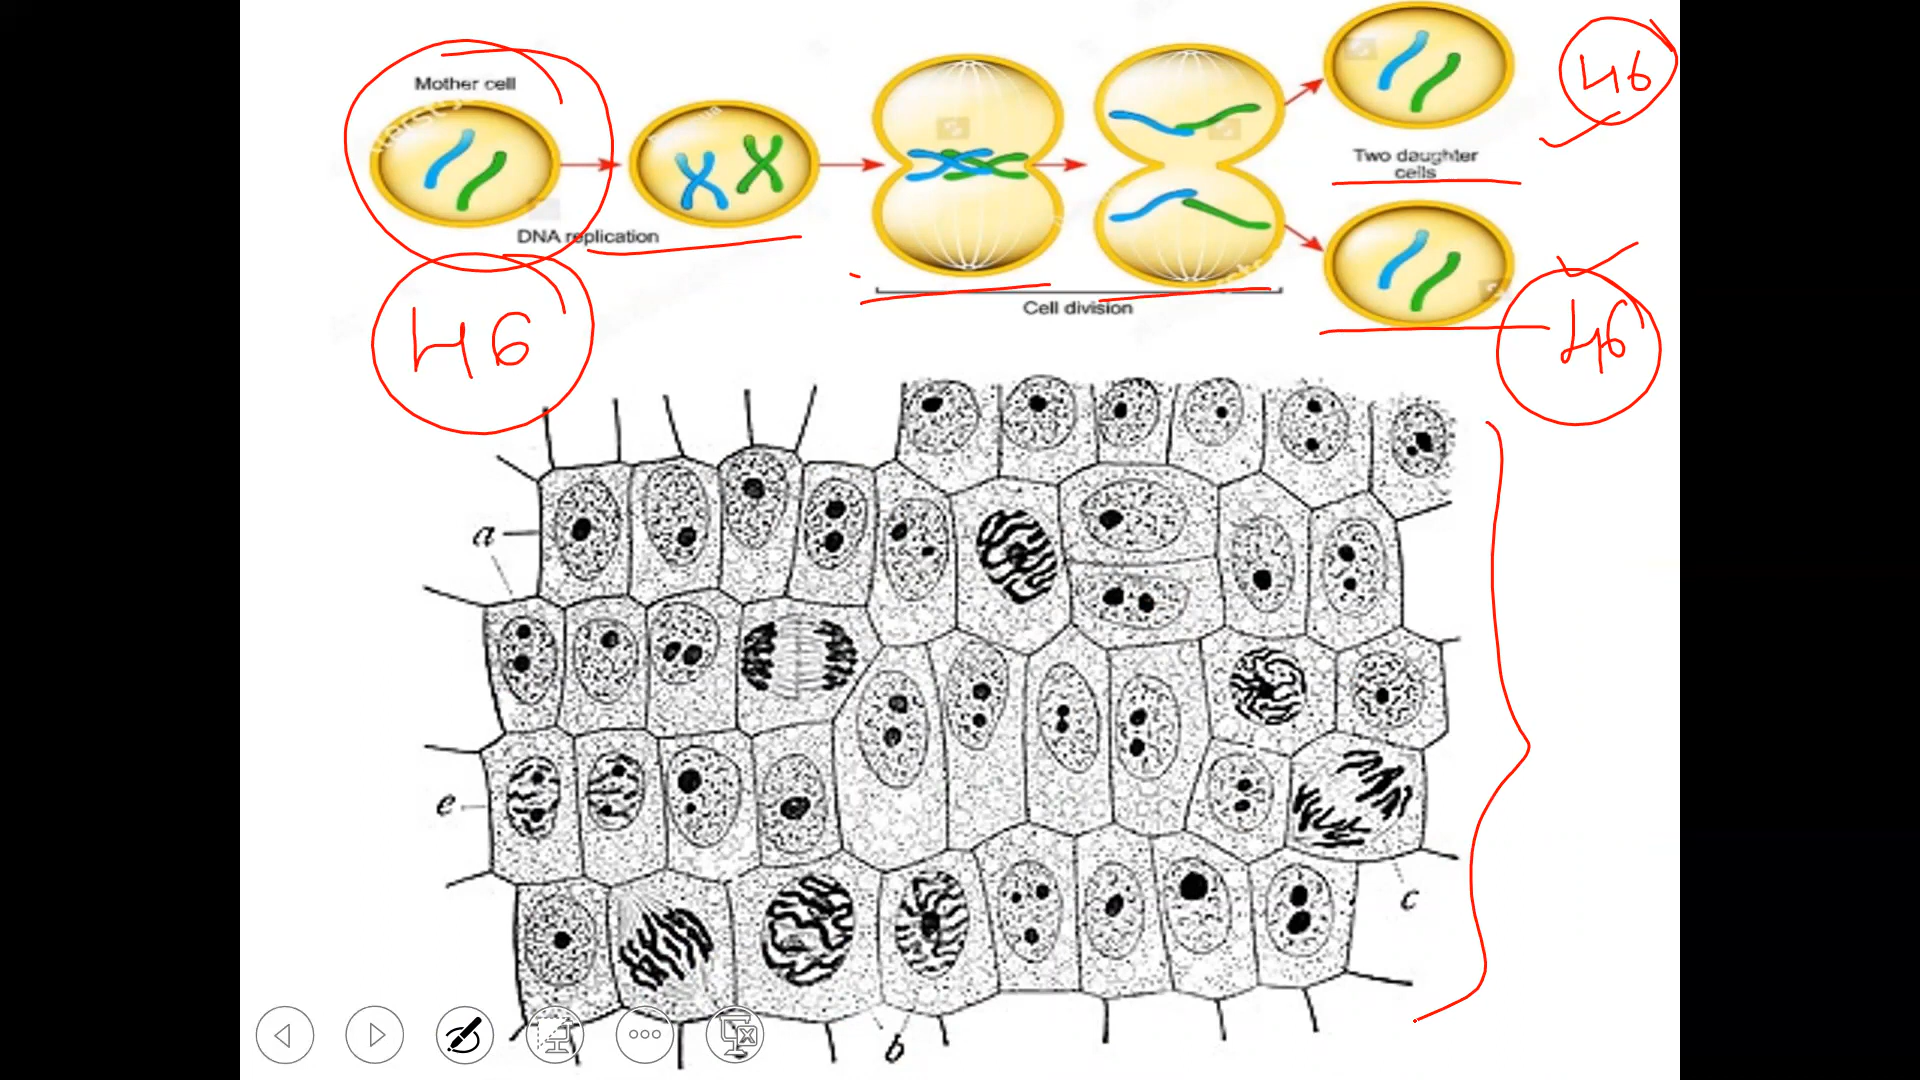 Mother cell
46
DNA replication
46
Two daughter
cells
Cell division
46
a
e
c
b